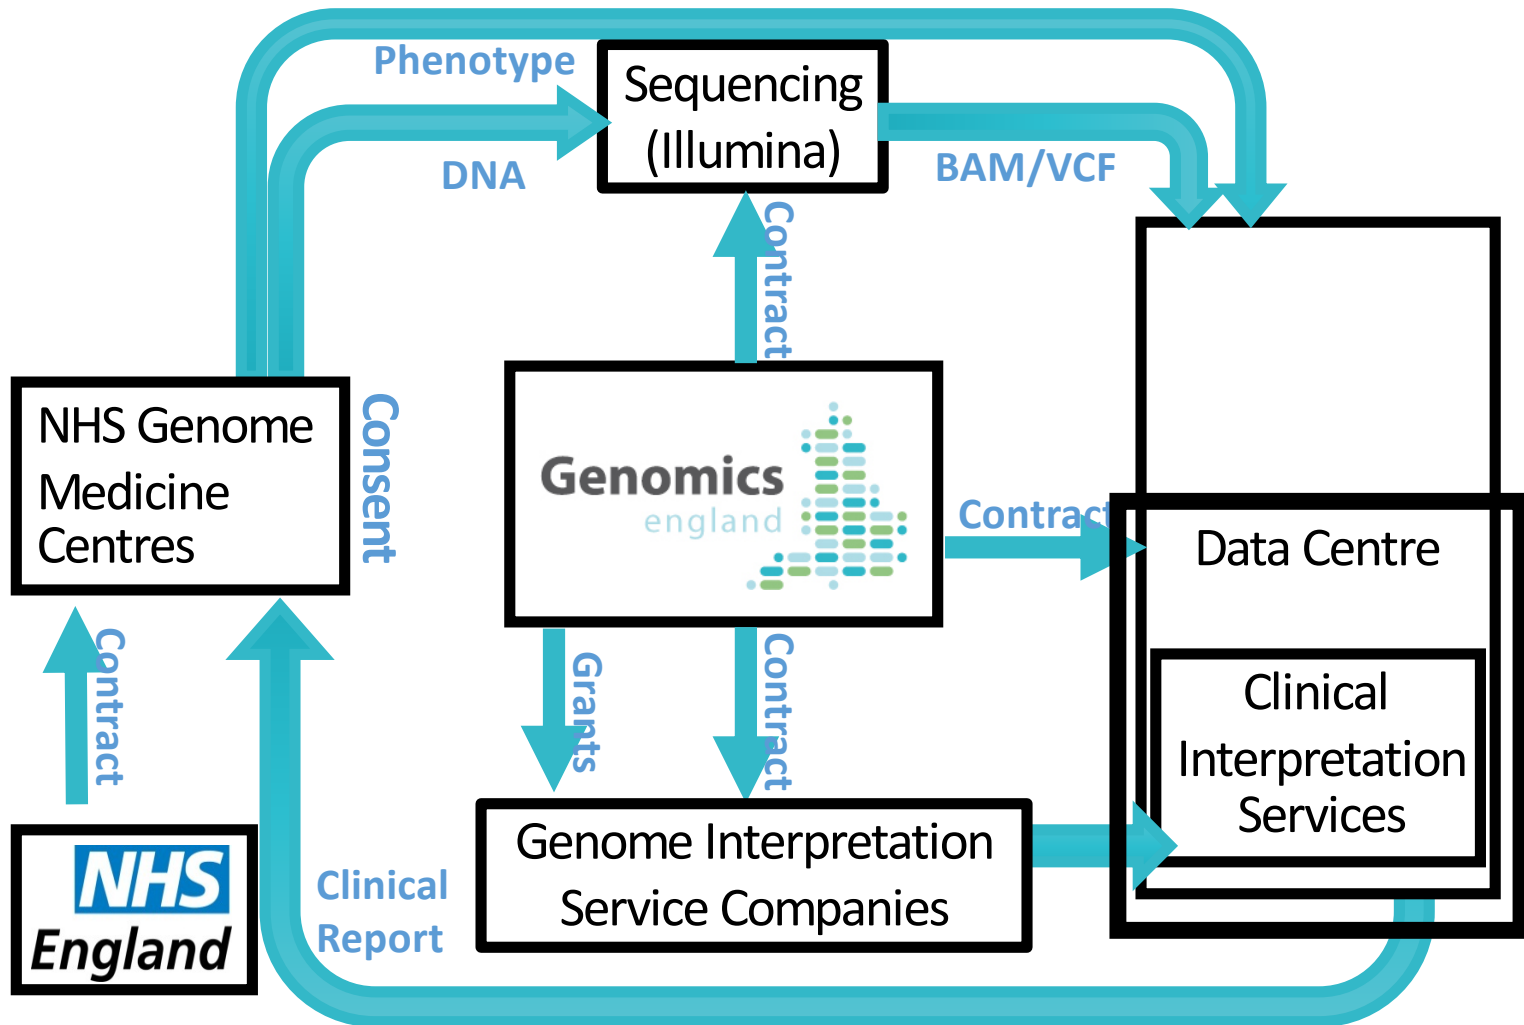 Phenotype
Sequencing
(Illumina)
DNA
BAM/VCF
Contract
NHS Genome
Medicine
Centres
Consent
Genomics
england
Contract
Data Centre
Contract
Grants
Contract
Clinical
Interpretation
Services
Genome Interpretation
Service Companies
NHS
England
Clinical
Report